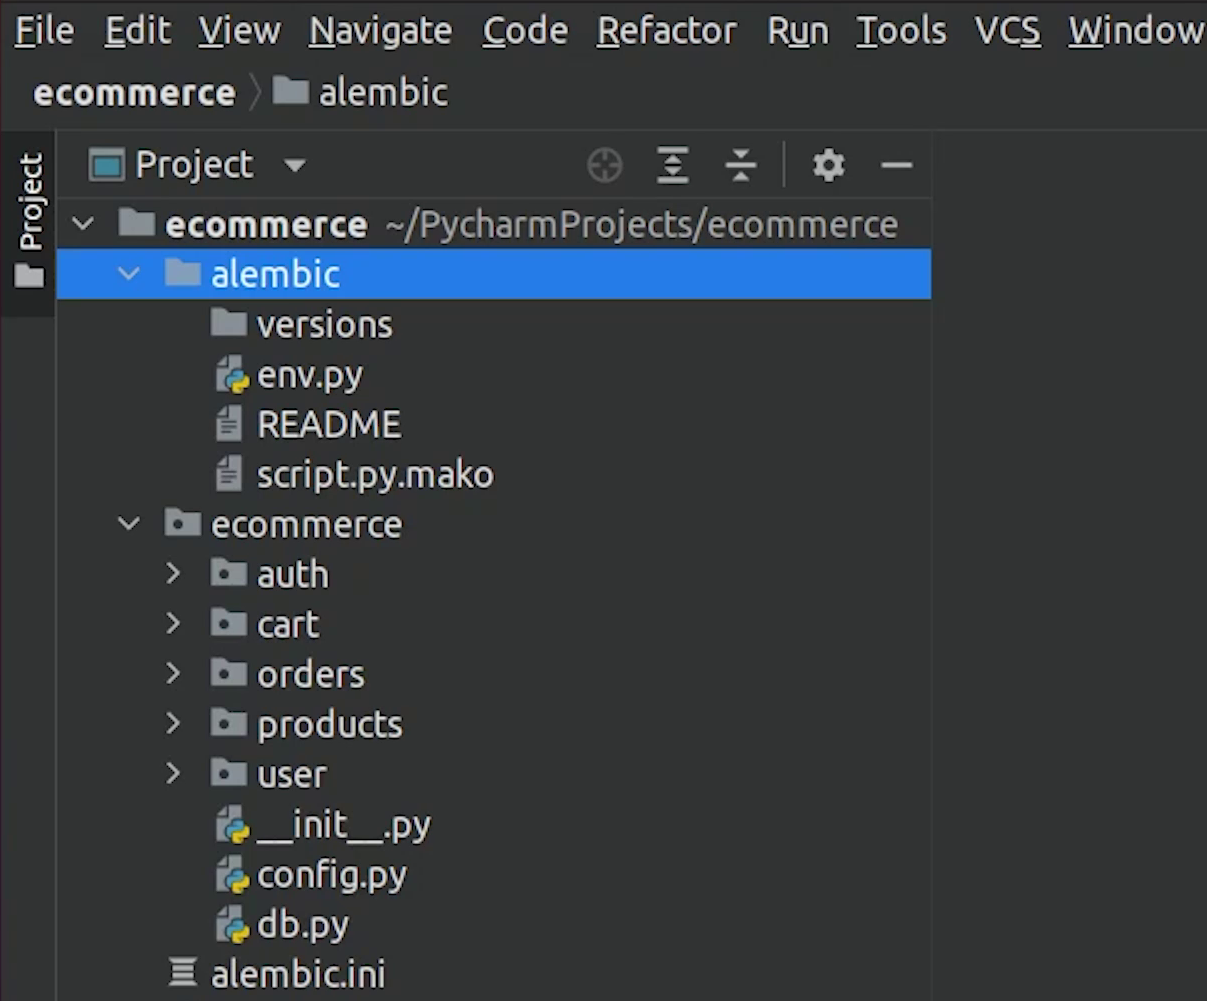 File Edit View Navigate Code Refactor Run Tools VCS Window
ecommerce alembic
Project
Project
ecommerce ~/PycharmProjects/ecommerce
alembic
versions
env.py
README
script.py.mako
ecommerce
auth
cart
orders
products
user
__init__.py
config.py
db.py
alembic.ini